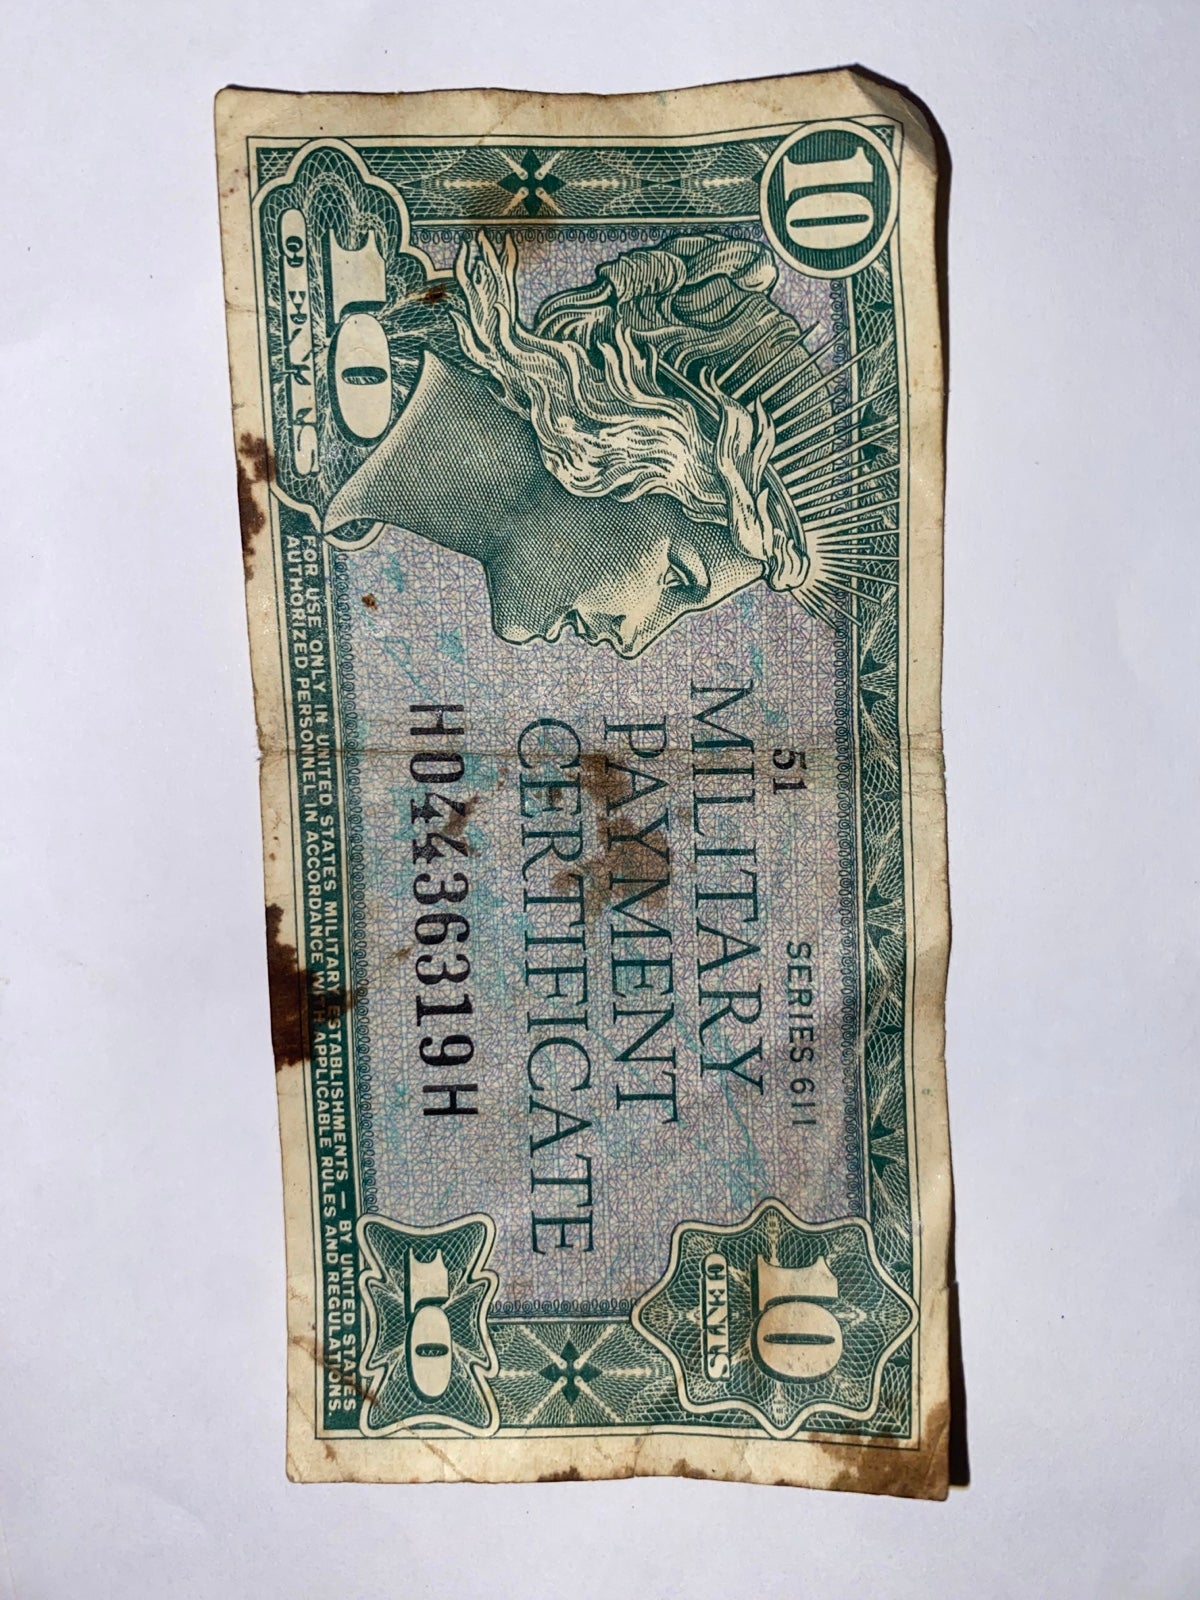 10
51
SERIES 611
10
CENTS
MILITARY
PAYMENT
CERTIFICATE
H04436319H
10
CENTS
10
FOR USE ONLY IN UNITED STATES MILITARY ESTABLISHMENTS — BY UNITED STATES
AUTHORIZED PERSONNEL IN ACCORDANCE WITH APPLICABLE RULES AND REGULATIONS.